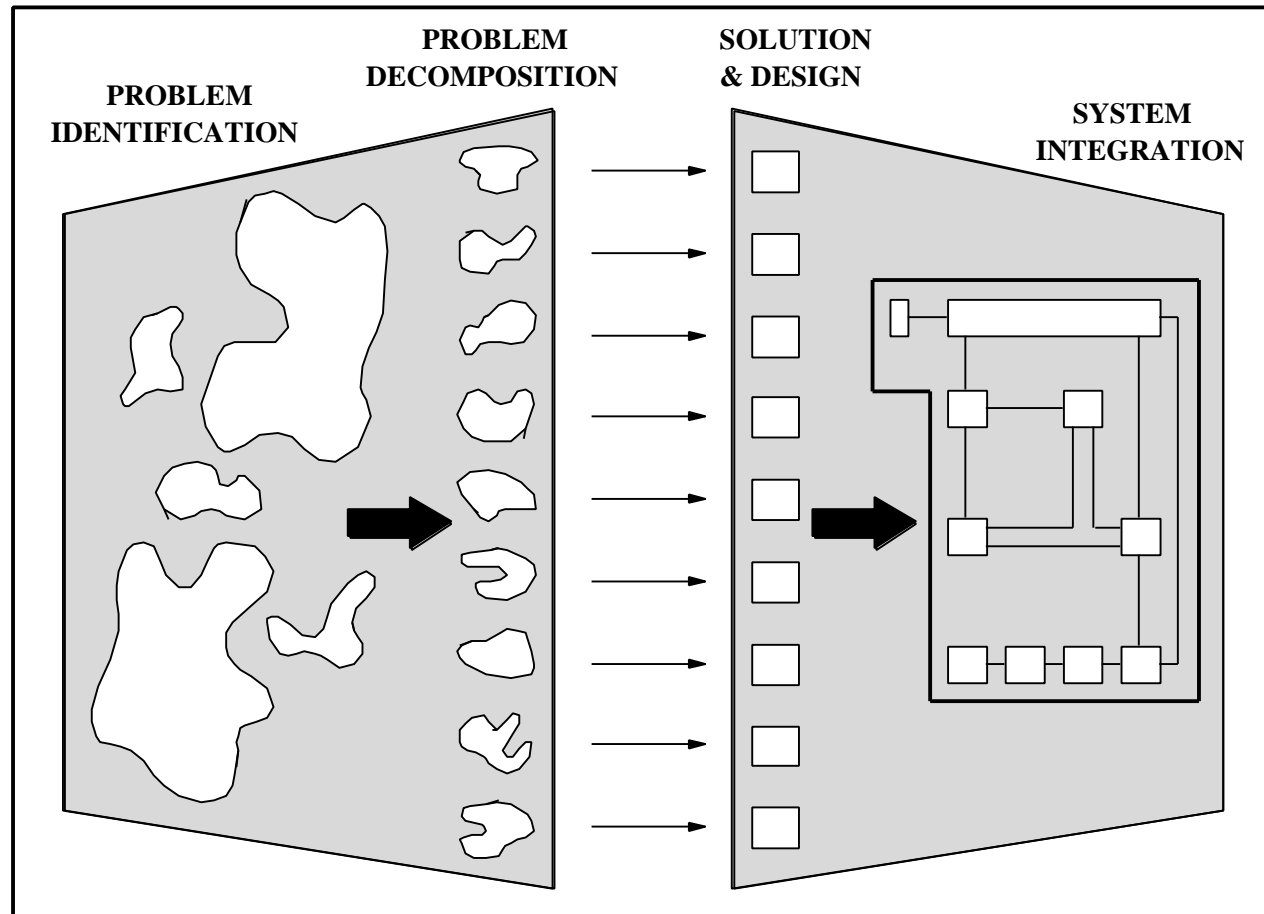 PROBLEM
IDENTIFICATION
PROBLEM
DECOMPOSITION
SOLUTION
& DESIGN
SYSTEM
INTEGRATION